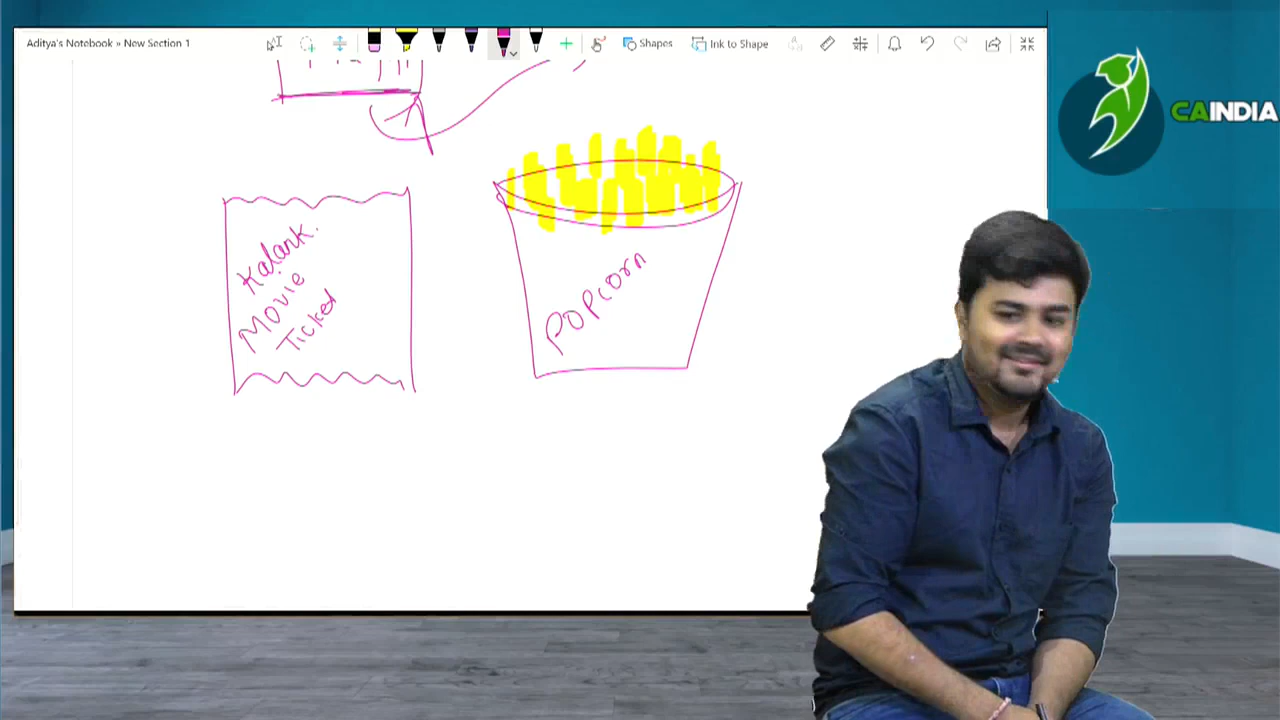 Aditya's Notebook » New Section 1
Shapes
Ink to Shape
CAINDIA
Kalank.
Movie
Ticket
POPCorn